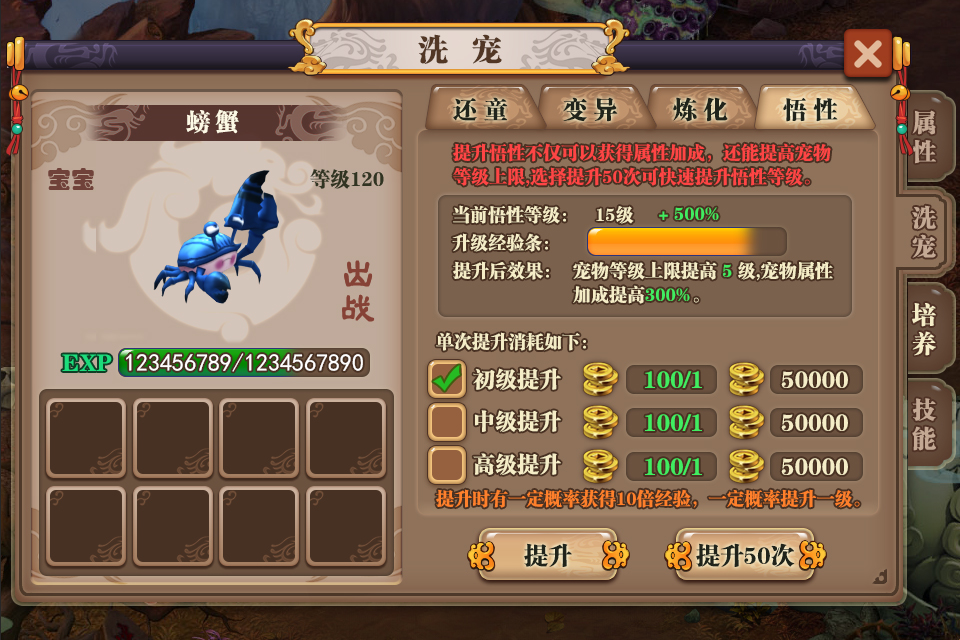 洗宠
螃蟹
宝宝
等级120
出战
EXP 123456789/1234567890
还童 变异 炼化 悟性
提升悟性不仅可以获得属性加成，还能提高宠物
等级上限,选择提升50次可快速提升悟性等级。
当前悟性等级： 15级 + 500%
升级经验条：
提升后效果： 宠物等级上限提高 5 级,宠物属性
加成提高300% 。
单次提升消耗如下：
初级提升 100/1 50000
中级提升 100/1 50000
高级提升 100/1 50000
提升时有一定概率获得10倍经验，一定概率提升一级。
提升 提升50次
属性
洗宠
培养
技能